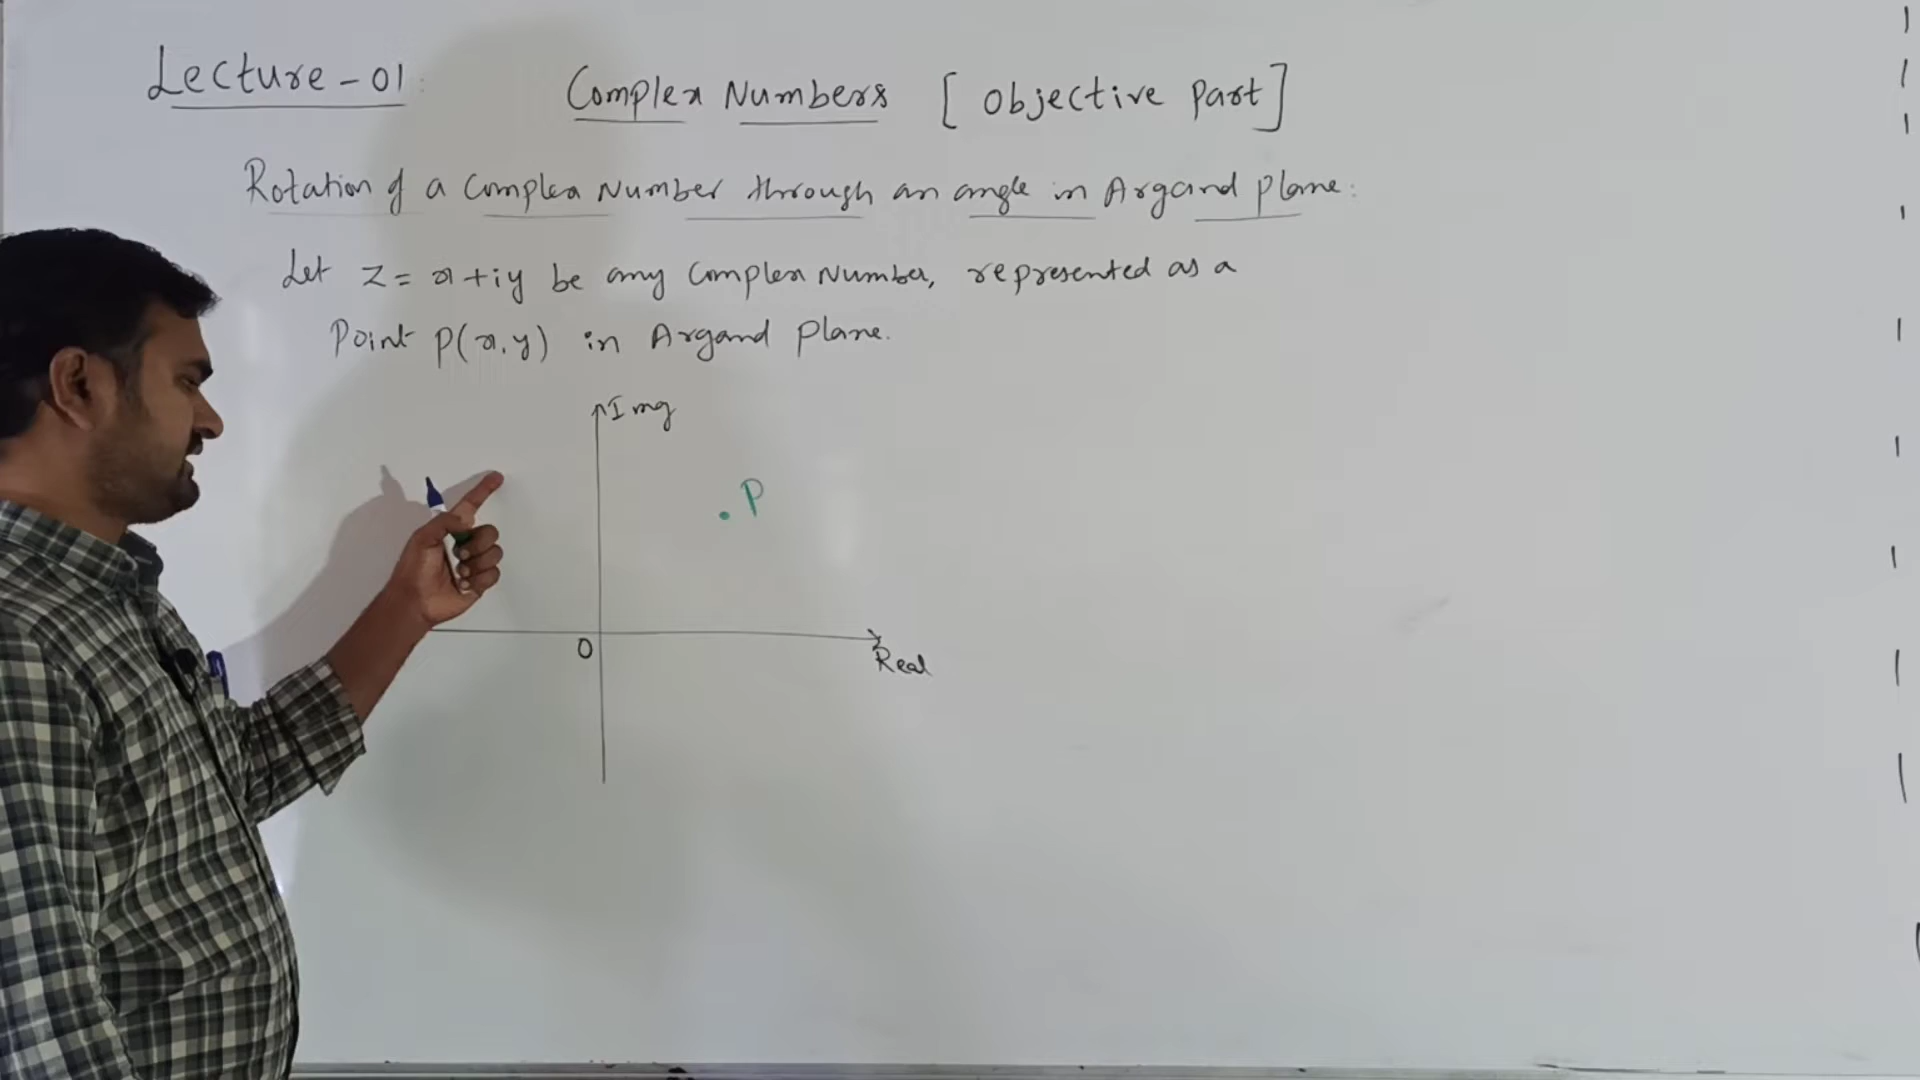 Lecture-01:
Complex Numbers [Objective Part]
Rotation of a Complex Number through an angle in Argand Plane:
Let z = x+iy be any Complex Number, represented as a
Point P(x,y) in Argand Plane.
Img
P
O
Real